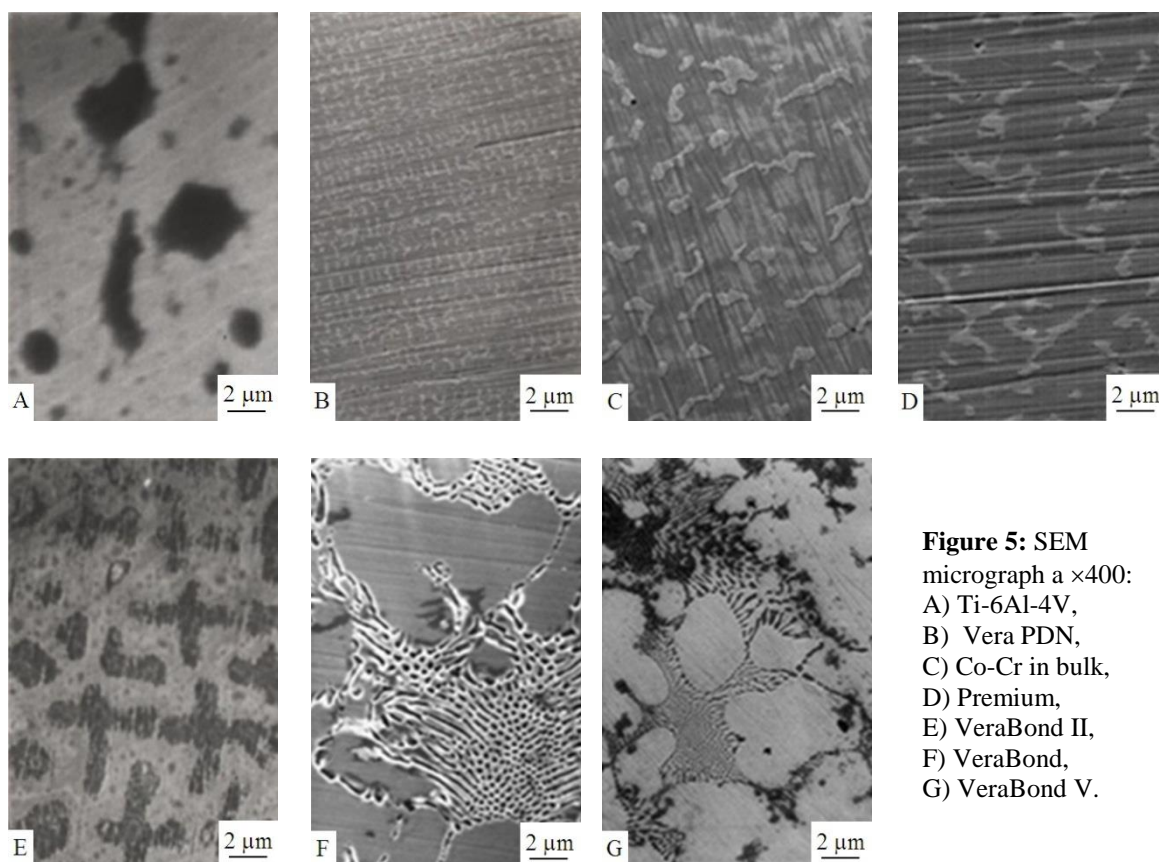 A
2 μm
B
2 μm
C
2 μm
D
2 μm
E
2 μm
F
2 μm
G
2 μm
Figure 5: SEM
micrograph a ×400:
A) Ti-6Al-4V,
B) Vera PDN,
C) Co-Cr in bulk,
D) Premium,
E) VeraBond II,
F) VeraBond,
G) VeraBond V.